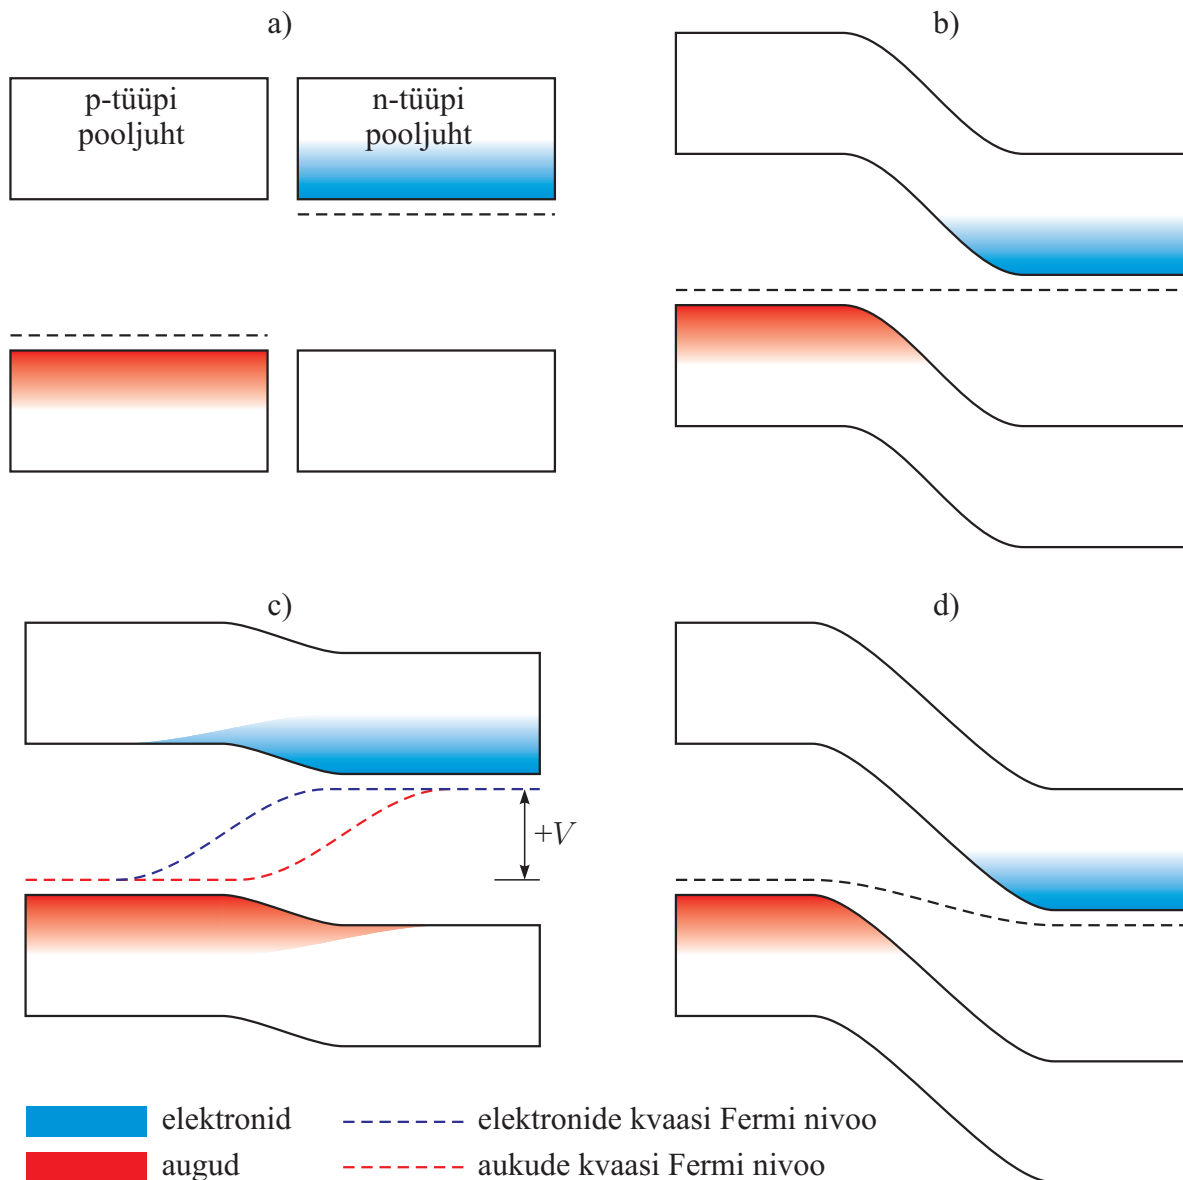 a)
p-tüüpi
pooljuht
n-tüüpi
pooljuht
b)
c)
+V
d)
elektronid
elektronide kvaasi Fermi nivoo
augud
aukude kvaasi Fermi nivoo